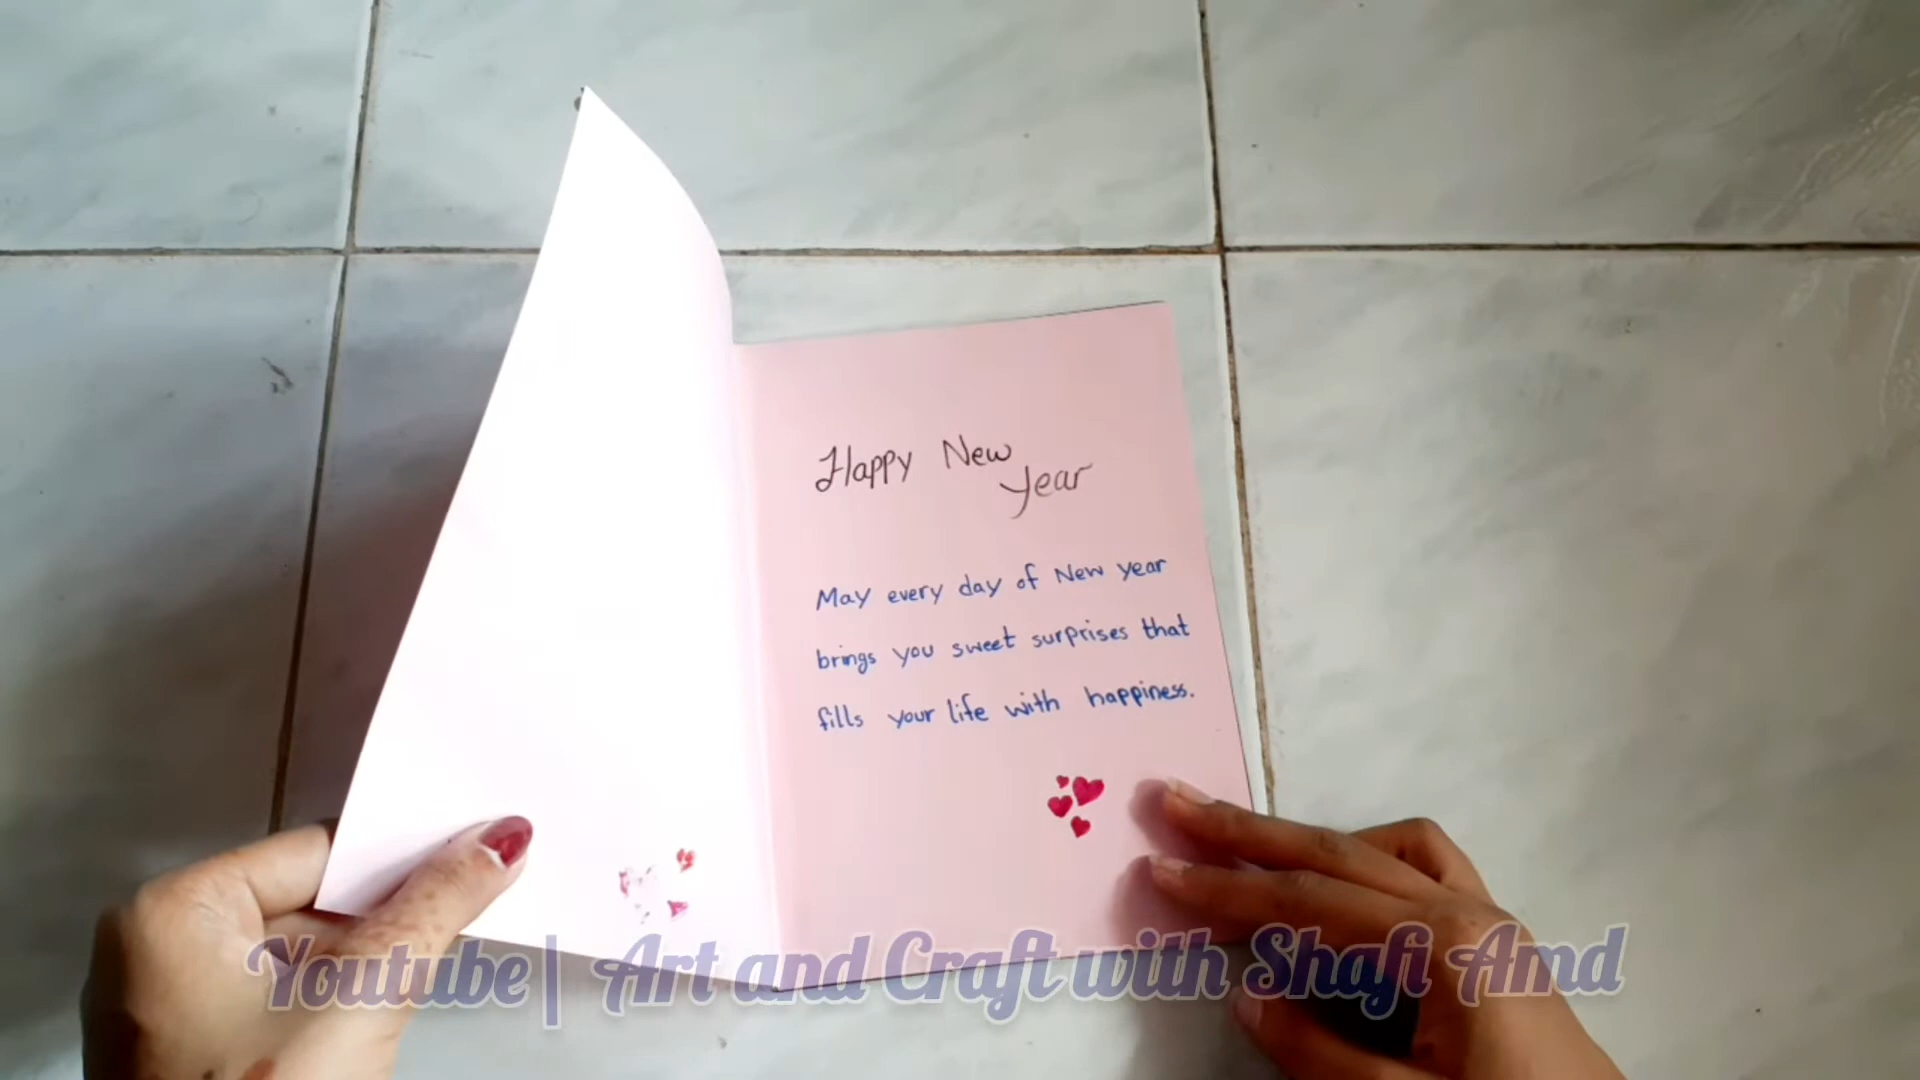 Happy New
Year
May every day of New year
brings you sweet surprises that
fills your life with happiness.
Youtube| Art and Craft with Shafi Amd